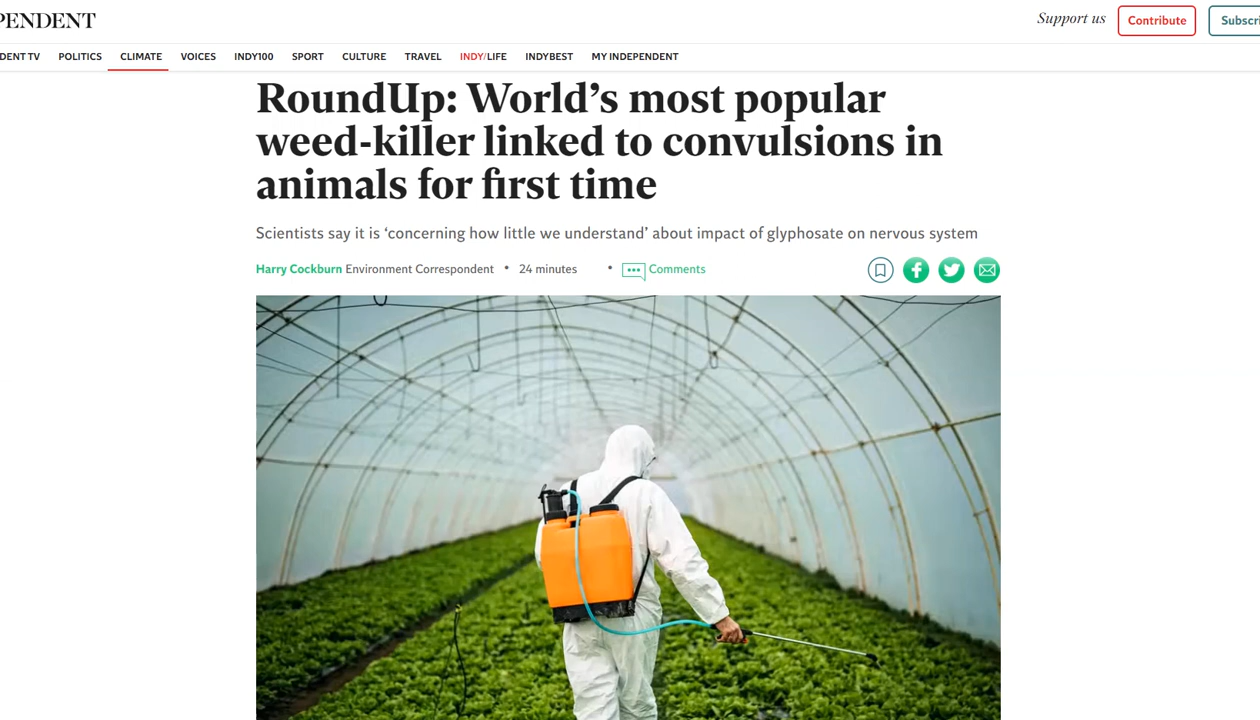 PENDENT
Support us
Contribute
Subscri
DENT TV POLITICS CLIMATE VOICES INDY100 SPORT CULTURE TRAVEL INDY/LIFE INDYBEST MY INDEPENDENT
RoundUp: World’s most popular
weed-killer linked to convulsions in
animals for first time
Scientists say it is ‘concerning how little we understand’ about impact of glyphosate on nervous system
Harry Cockburn Environment Correspondent • 24 minutes • Comments